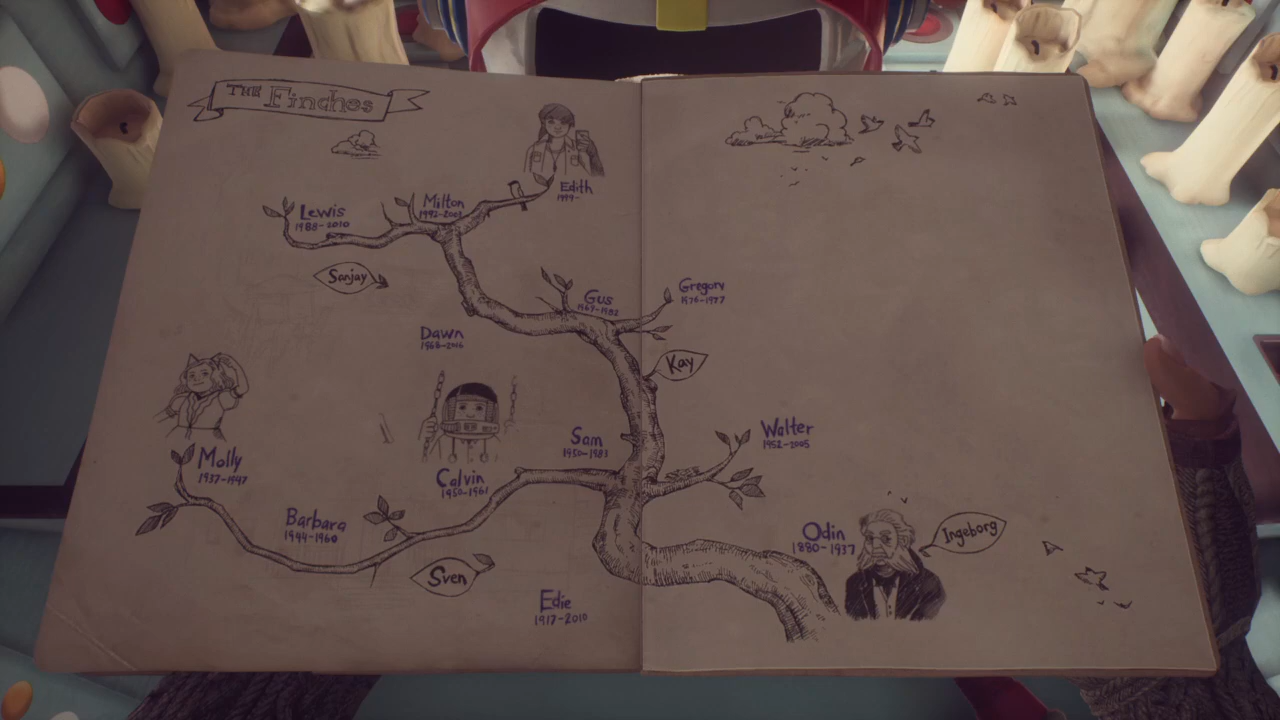 THE Finches
Edith
1999-
Milton
1992-2003
Lewis
1988-2010
Sanjay
Gus
1969-1982
Gregory
1976-1977
Dawn
1968-2016
Kay
Sam
1950-1983
Walter
1952-2005
Molly
1937-1947
Calvin
1950-1961
Barbara
1944-1960
Sven
Odin
1880-1937
Ingeborg
Edie
1917-2010